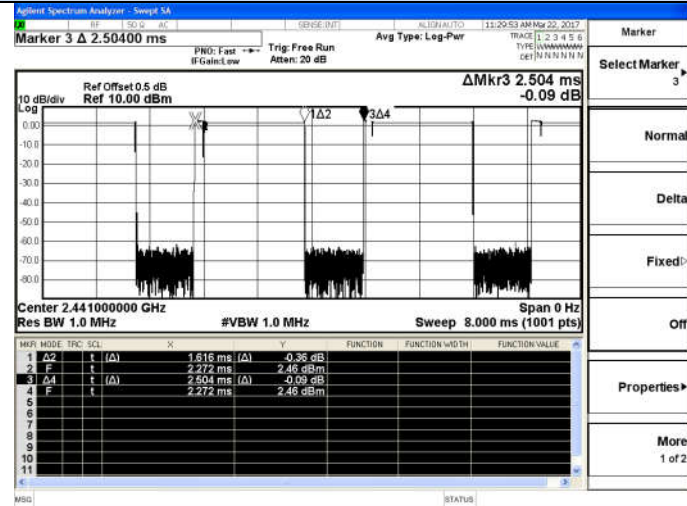 Agilent Spectrum Analyzer - Swept SA
RF 50 Ω AC SENSE:INT ALIGNAUTO 11:29:53 AM Mar 22, 2017
Marker 3 Δ 2.50400 ms
PNO: Fast
IFGain:Low
Trig: Free Run
Atten: 20 dB
Avg Type: Log-Pwr
TRACE 1 2 3 4 5 6
TYPE
DET N N N N N N
Ref Offset 0.5 dB
10 dB/div Ref 10.00 dBm
ΔMkr3 2.504 ms
-0.09 dB
Log
0.00
-10.0
-20.0
-30.0
-40.0
-50.0
-60.0
-70.0
-80.0
1Δ2
3Δ4
Center 2.441000000 GHz Span 0 Hz
Res BW 1.0 MHz #VBW 1.0 MHz Sweep 8.000 ms (1001 pts)
MKR MODE TRC SCL X Y FUNCTION FUNCTION WIDTH FUNCTION VALUE
1 Δ2 t (Δ) 1.616 ms (Δ) -0.36 dB
2 F t 2.272 ms 2.46 dBm
3 Δ4 t (Δ) 2.504 ms (Δ) -0.09 dB
4 F t 2.272 ms 2.46 dBm
5
6
7
8
9
10
11
MSG STATUS
Marker
Select Marker
3
Normal
Delta
Fixed
Off
Properties
More
1 of 2